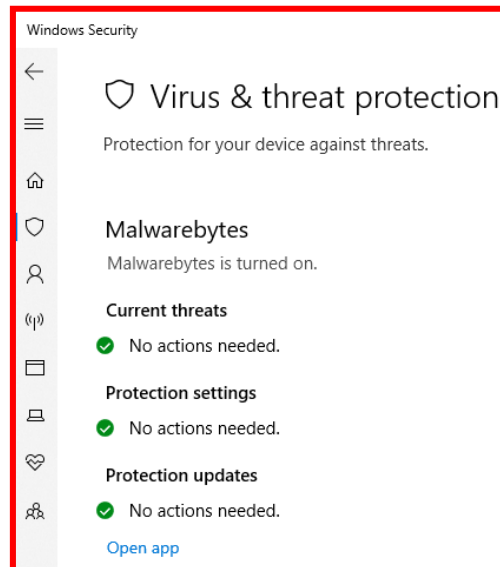 Windows Security
Virus & threat protection
Protection for your device against threats.
Malwarebytes
Malwarebytes is turned on.
Current threats
No actions needed.
Protection settings
No actions needed.
Protection updates
No actions needed.
Open app